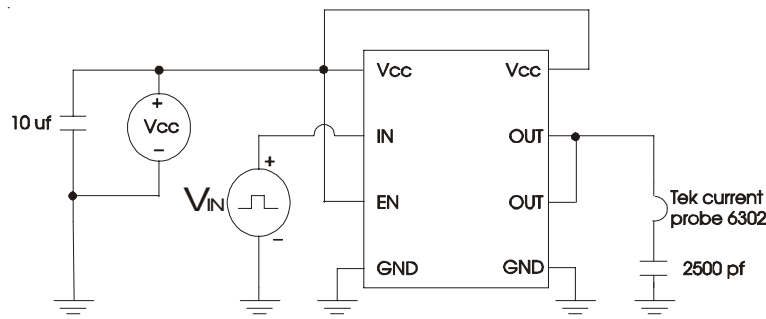 Vcc
Vcc
10 uf
+
Vcc
–
IN
OUT
+
VIN
–
EN
OUT
Tek current
probe 6302
GND
GND
2500 pf